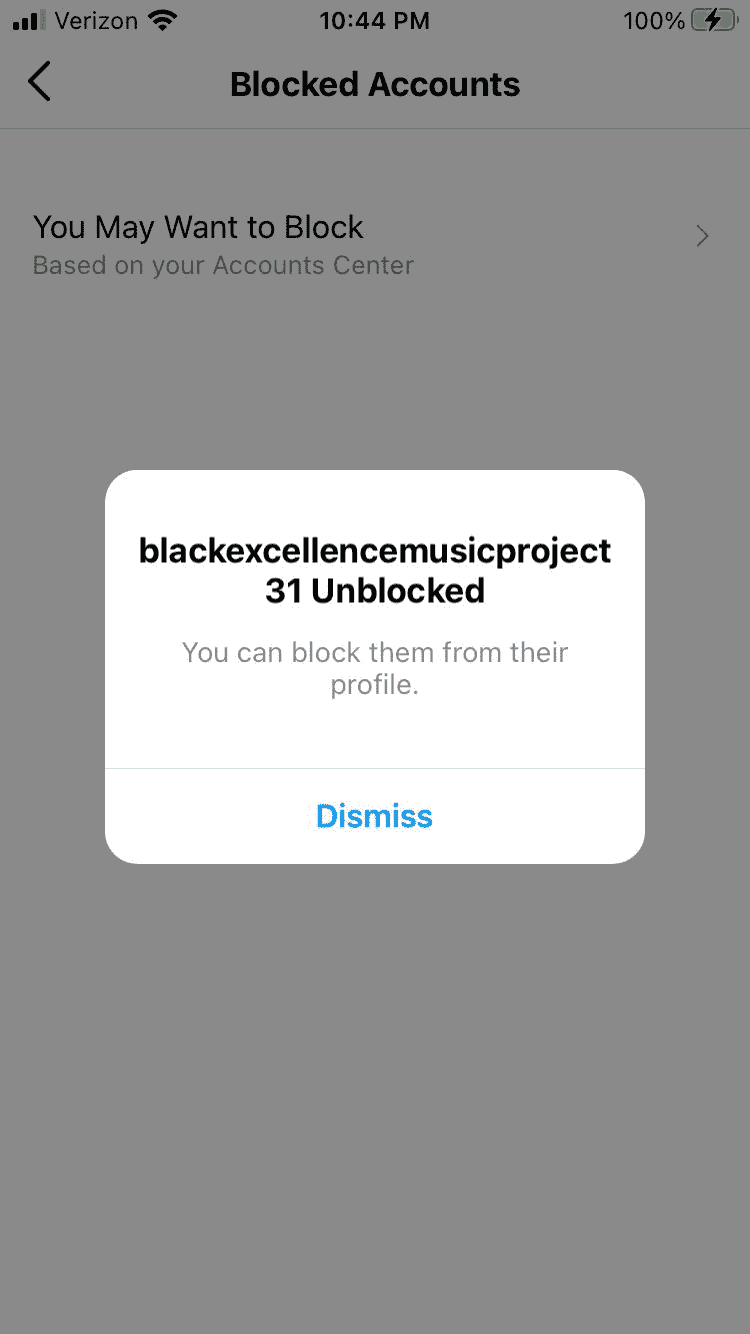 Verizon 10:44 PM 100%
Blocked Accounts
You May Want to Block
Based on your Accounts Center
blackexcellencemusicproject
31 Unblocked
You can block them from their
profile.
Dismiss